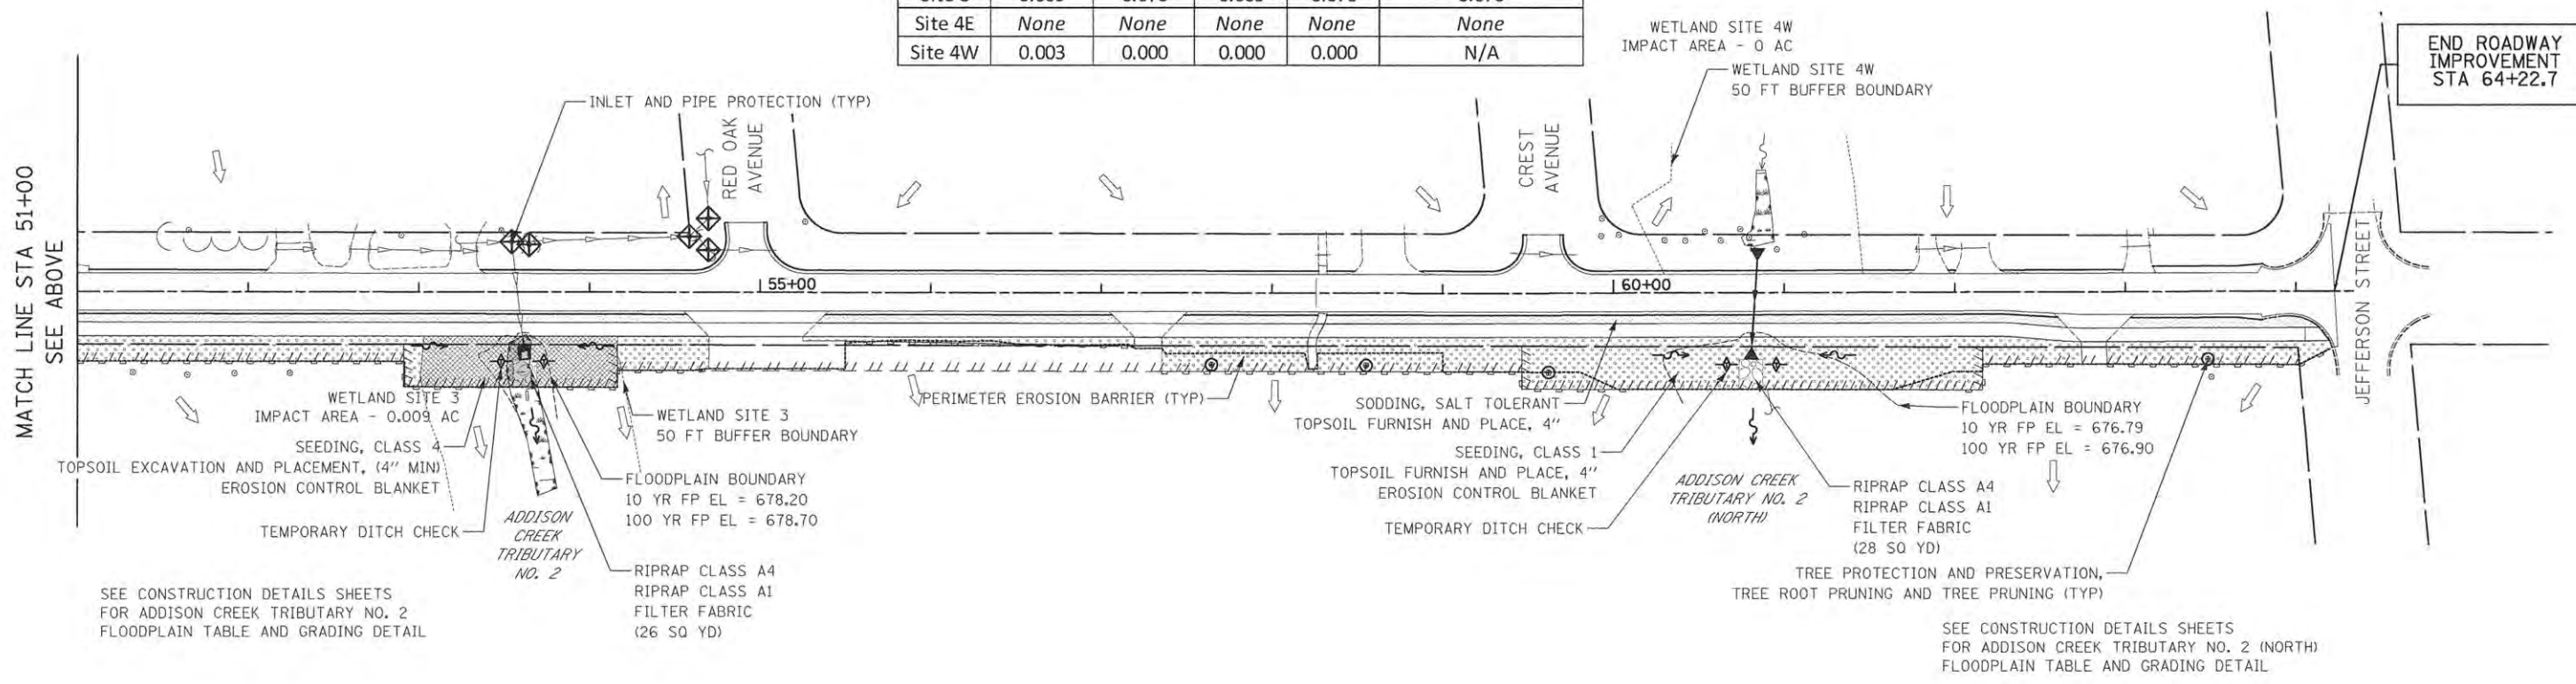 Site 4E None None None None None
Site 4W 0.003 0.000 0.000 0.000 N/A
WETLAND SITE 4W
IMPACT AREA - 0 AC
WETLAND SITE 4W
50 FT BUFFER BOUNDARY
END ROADWAY
IMPROVEMENT
STA 64+22.7
INLET AND PIPE PROTECTION (TYP)
RED OAK
AVENUE
CREST
AVENUE
MATCH LINE STA 51+00
SEE ABOVE
55+00
60+00
JEFFERSON STREET
WETLAND SITE 3
IMPACT AREA - 0.009 AC
SEEDING, CLASS 4
TOPSOIL EXCAVATION AND PLACEMENT, (4" MIN)
EROSION CONTROL BLANKET
TEMPORARY DITCH CHECK
WETLAND SITE 3
50 FT BUFFER BOUNDARY
FLOODPLAIN BOUNDARY
10 YR FP EL = 678.20
100 YR FP EL = 678.70
ADDISON
CREEK
TRIBUTARY
NO. 2
RIPRAP CLASS A4
RIPRAP CLASS A1
FILTER FABRIC
(26 SQ YD)
SEE CONSTRUCTION DETAILS SHEETS
FOR ADDISON CREEK TRIBUTARY NO. 2
FLOODPLAIN TABLE AND GRADING DETAIL
PERIMETER EROSION BARRIER (TYP)
SODDING, SALT TOLERANT
TOPSOIL FURNISH AND PLACE, 4"
SEEDING, CLASS 1
TOPSOIL FURNISH AND PLACE, 4"
EROSION CONTROL BLANKET
TEMPORARY DITCH CHECK
ADDISON CREEK
TRIBUTARY NO. 2
(NORTH)
FLOODPLAIN BOUNDARY
10 YR FP EL = 676.79
100 YR FP EL = 676.90
RIPRAP CLASS A4
RIPRAP CLASS A1
FILTER FABRIC
(28 SQ YD)
TREE PROTECTION AND PRESERVATION,
TREE ROOT PRUNING AND TREE PRUNING (TYP)
SEE CONSTRUCTION DETAILS SHEETS
FOR ADDISON CREEK TRIBUTARY NO. 2 (NORTH)
FLOODPLAIN TABLE AND GRADING DETAIL